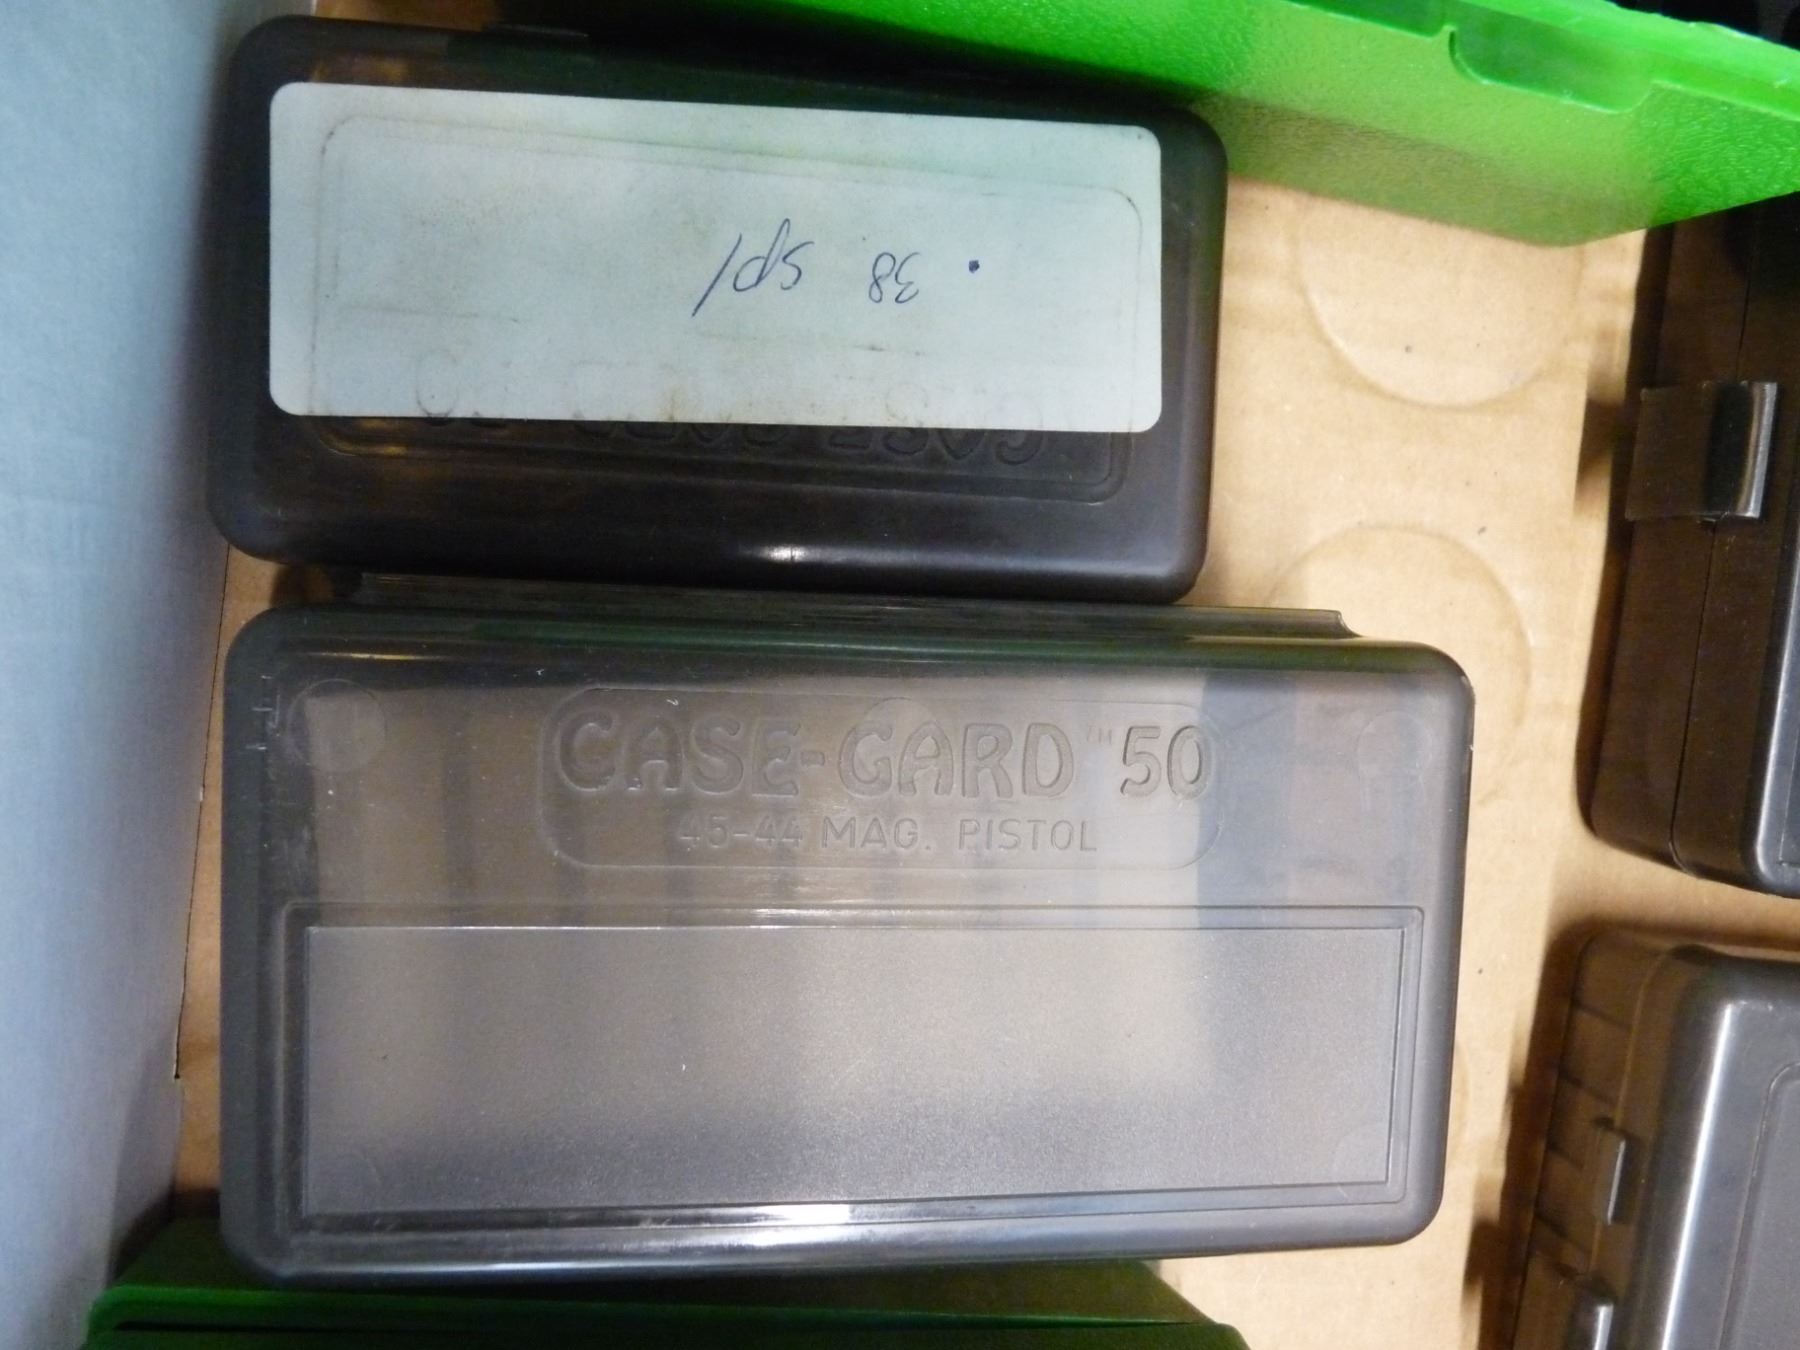 . 38 spl
CASE-GARD™ 50
45-44 MAG. PISTOL